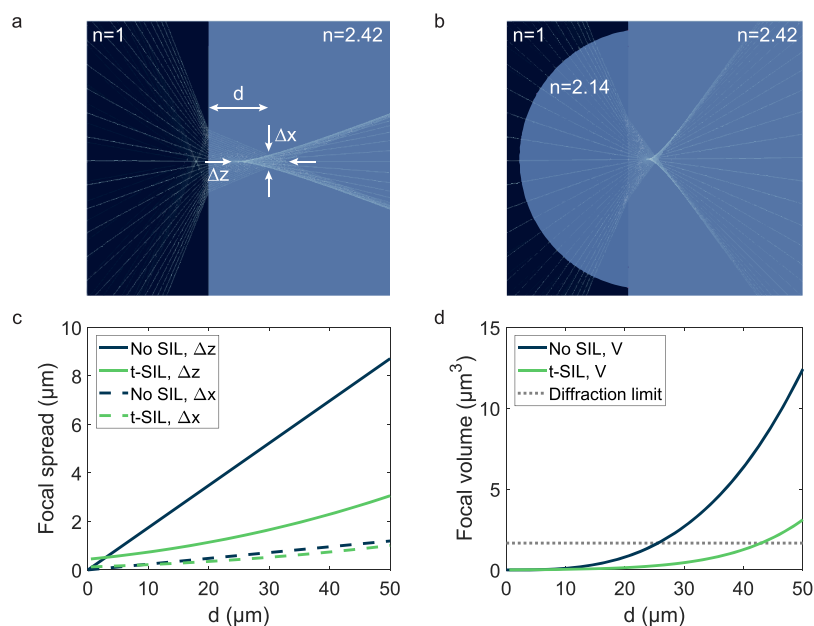 a
n=1
n=2.42
d
Δx
Δz
b
n=1
n=2.42
n=2.14
c
10
8
6
4
2
0
Focal spread (μm)
No SIL, Δz
t-SIL, Δz
No SIL, Δx
t-SIL, Δx
0 10 20 30 40 50
d (μm)
d
15
10
5
0
Focal volume (μm³)
No SIL, V
t-SIL, V
Diffraction limit
0 10 20 30 40 50
d (μm)